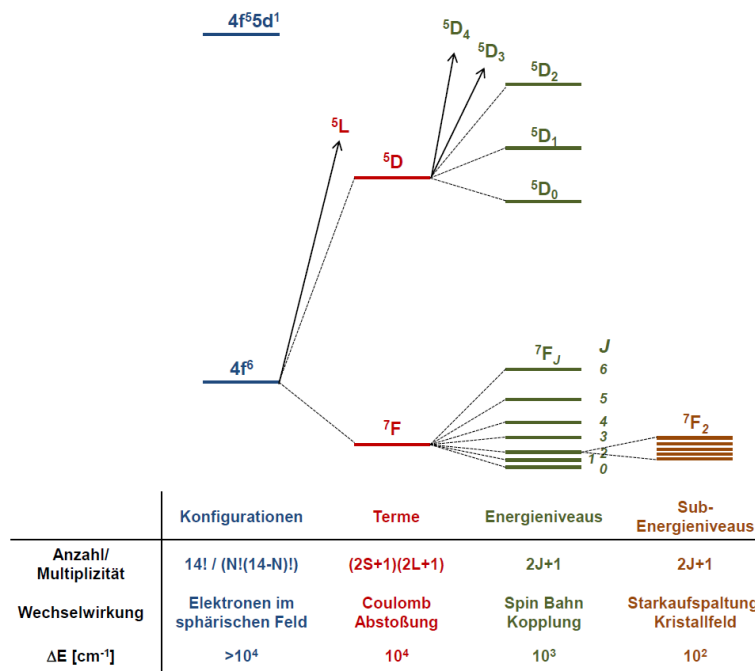 4f⁵5d¹
⁵D₄
⁵D₃
⁵D₂
⁵L
⁵D
⁵D₁
⁵D₀
4f⁶
⁷F_J
J
6
5
4
3
2
1
0
⁷F
⁷F₂
Konfigurationen
Terme
Energieniveaus
Sub-
Energieniveaus
Anzahl/
Multiplizität
14! / (N!(14-N)!)
(2S+1)(2L+1)
2J+1
2J+1
Wechselwirkung
Elektronen im
sphärischen Feld
Coulomb
Abstoßung
Spin Bahn
Kopplung
Starkaufspaltung
Kristallfeld
ΔE [cm⁻¹]
>10⁴
10⁴
10³
10²